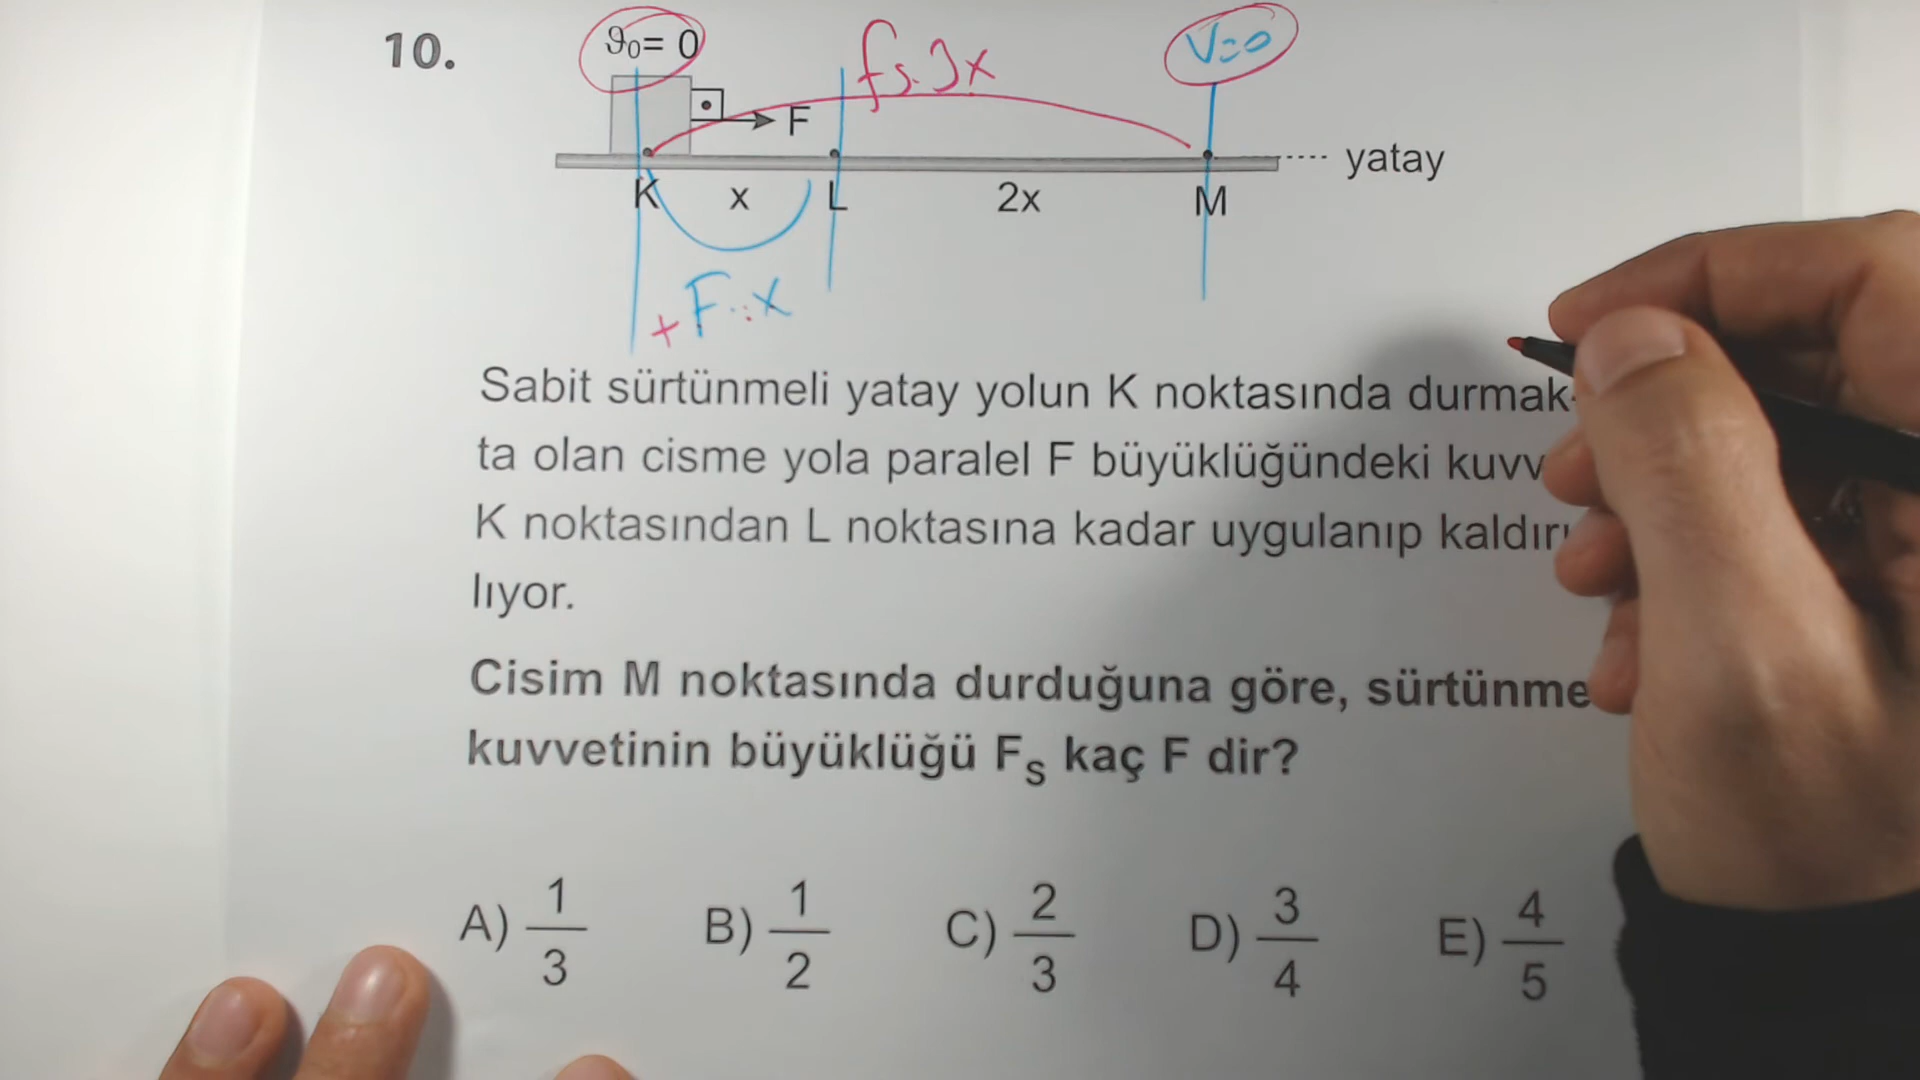 10.
ϑ₀= 0
fs.3x
V=0
F
yatay
K x L 2x M
+ F.x
Sabit sürtünmeli yatay yolun K noktasında durmak-
ta olan cisme yola paralel F büyüklüğündeki
K noktasından L noktasına kadar uygulanıp kaldırı
lıyor.
Cisim M noktasında durduğuna göre, sürtünme
kuvvetinin büyüklüğü Fs kaç F dir?
A) 1/3 B) 1/2 C) 2/3 D) 3/4 E) 4/5